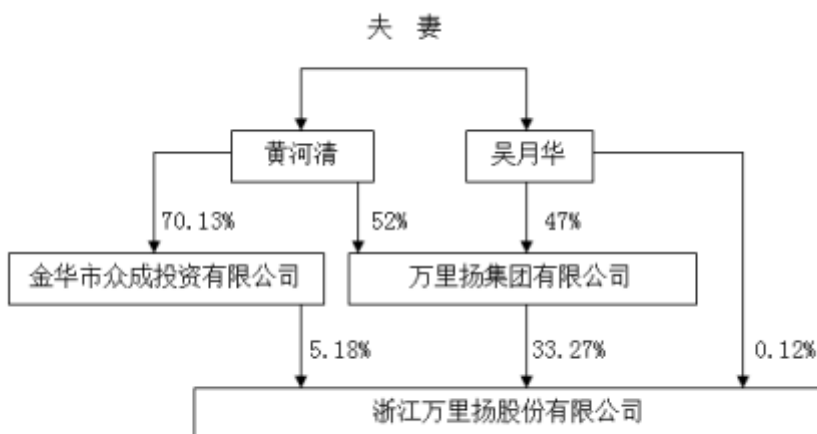 夫 妻
黄河清
吴月华
70.13%
52%
47%
金华市众成投资有限公司
万里扬集团有限公司
5.18%
33.27%
0.12%
浙江万里扬股份有限公司